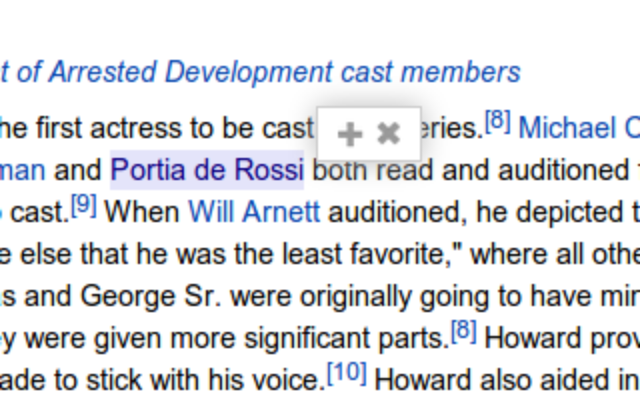 t of Arrested Development cast members
he first actress to be cast eries.[8] Michael C
man and Portia de Rossi both read and auditioned
cast.[9] When Will Arnett auditioned, he depicted t
e else that he was the least favorite," where all othe
s and George Sr. were originally going to have min
ey were given more significant parts.[8] Howard prov
ade to stick with his voice.[10] Howard also aided in